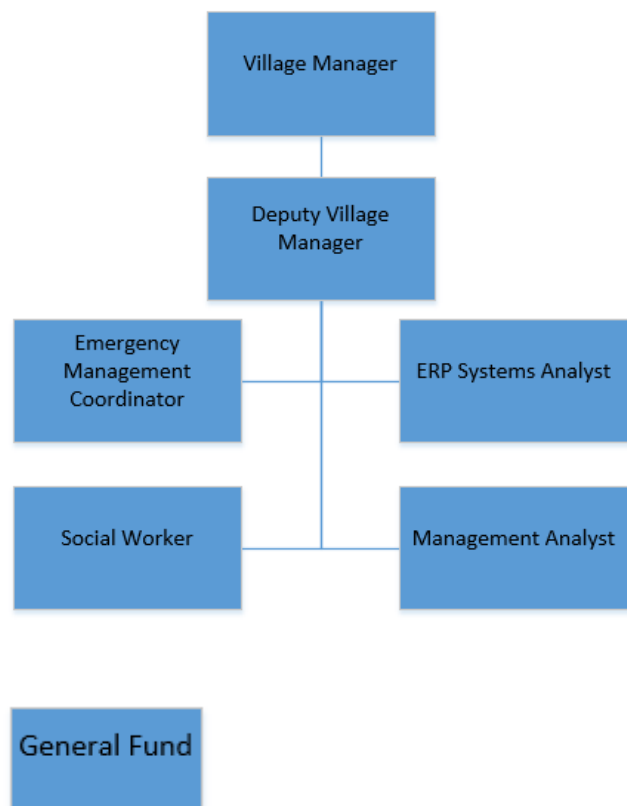 Village Manager
Deputy Village
Manager
Emergency
Management
Coordinator
ERP Systems Analyst
Social Worker
Management Analyst
General Fund